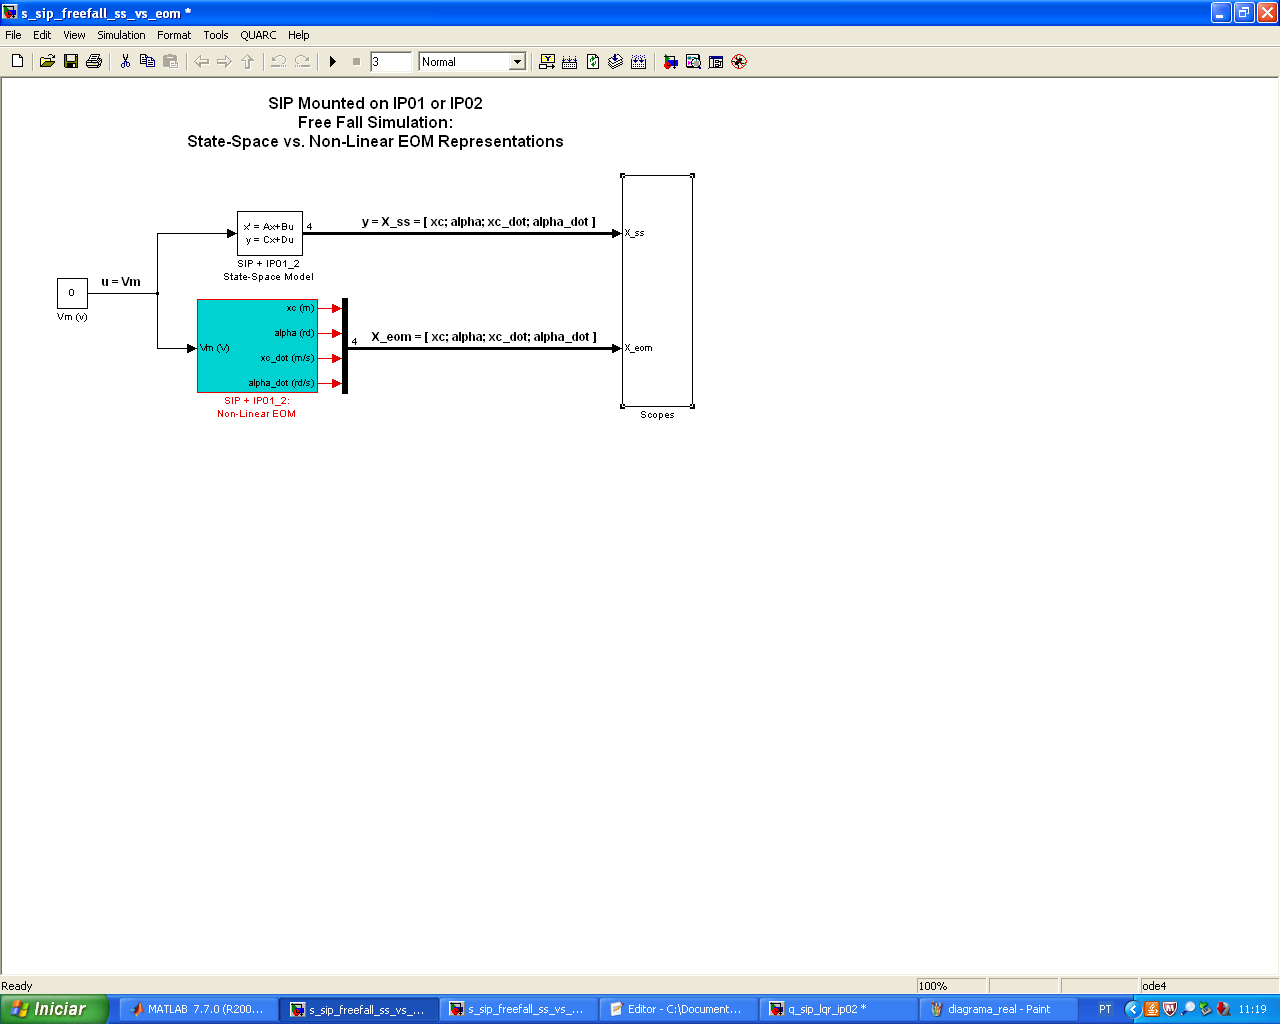 s_sip_freefall_ss_vs_eom *
File Edit View Simulation Format Tools QUARC Help
3 Normal
SIP Mounted on IP01 or IP02
Free Fall Simulation:
State-Space vs. Non-Linear EOM Representations
x' = Ax+Bu
y = Cx+Du
4
y = X_ss = [ xc; alpha; xc_dot; alpha_dot ]
X_ss
SIP + IP01_2
State-Space Model
u = Vm
0
Vm (v)
Vm (V)
xc (m)
alpha (rd)
xc_dot (m/s)
alpha_dot (rd/s)
4
X_eom = [ xc; alpha; xc_dot; alpha_dot ]
X_eom
SIP + IP01_2:
Non-Linear EOM
Scopes
Ready 100% ode4
Iniciar MATLAB 7.7.0 (R200... s_sip_freefall_ss_vs_... s_sip_freefall_ss_vs_... Editor - C:\Document... q_sip_lqr_ip02 * diagrama_real - Paint PT 11:19